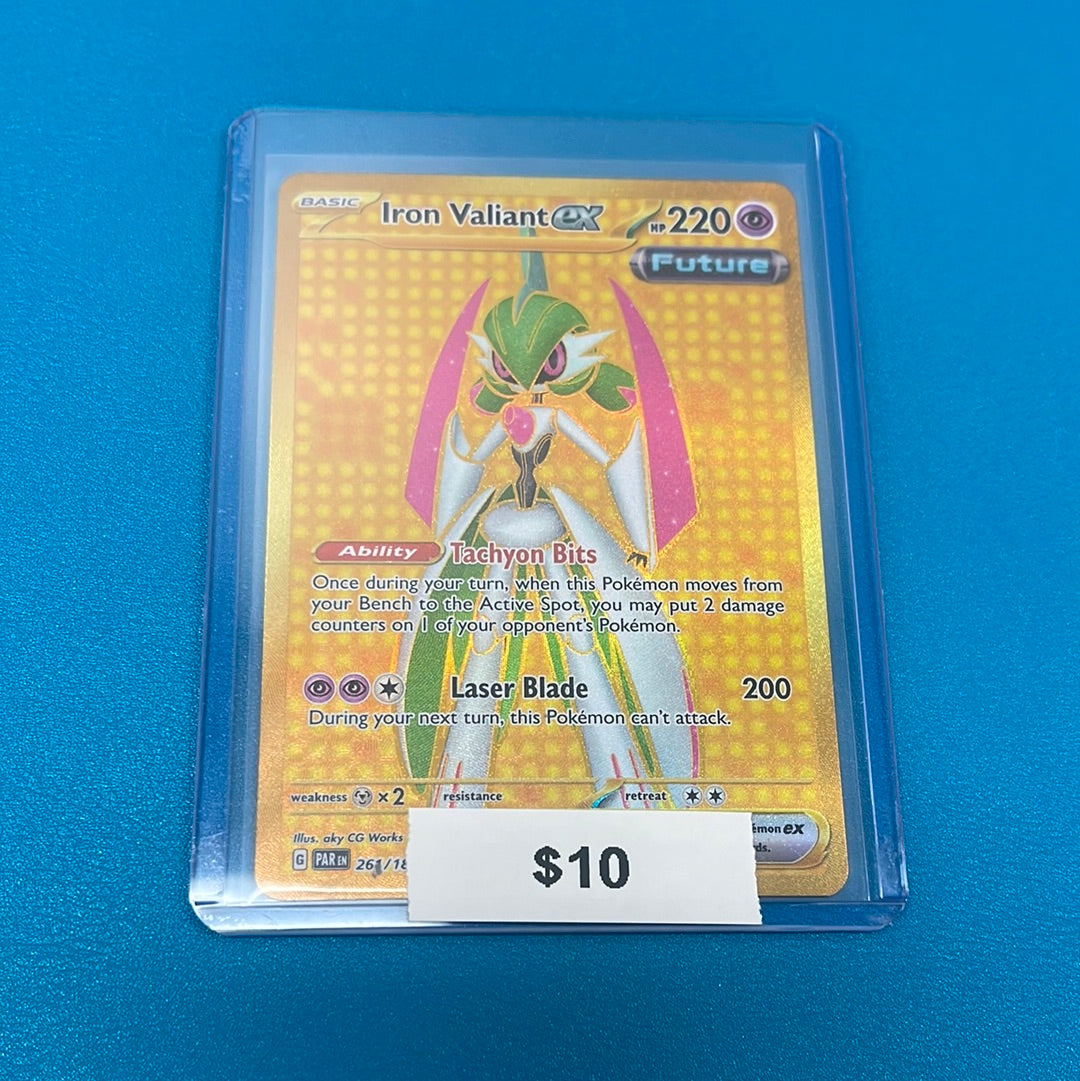 BASIC Iron Valiant ex HP 220
Future
Ability Tachyon Bits
Once during your turn, when this Pokémon moves from
your Bench to the Active Spot, you may put 2 damage
counters on 1 of your opponent's Pokémon.
Laser Blade 200
During your next turn, this Pokémon can't attack.
weakness ×2 resistance retreat
Illus. aky CG Works
G PAR EN 261/18
ex
$10